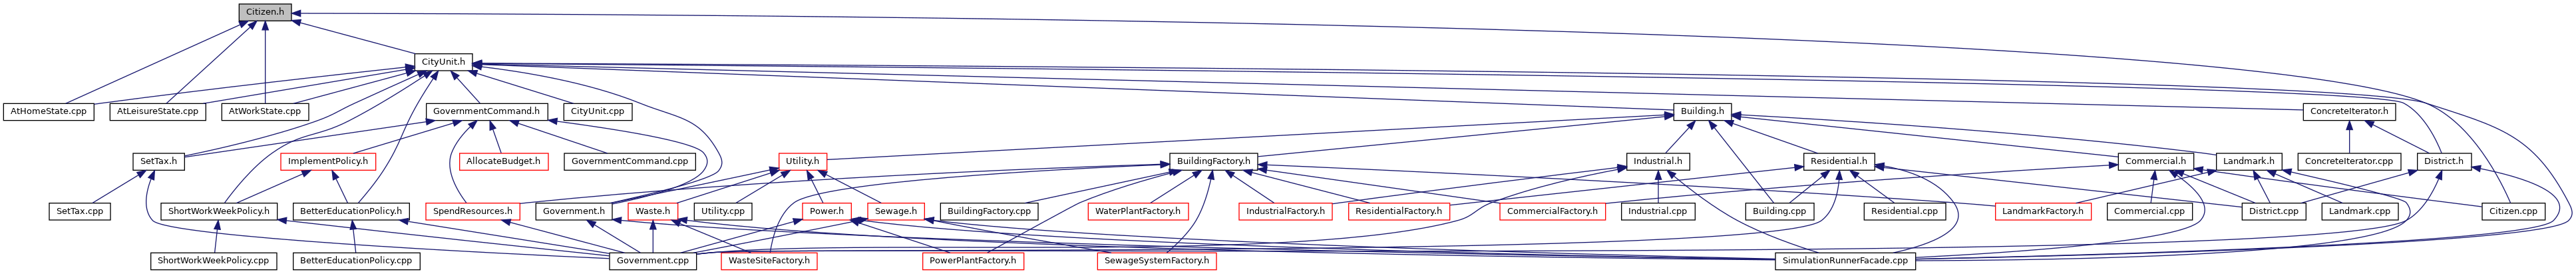 Citizen.h
CityUnit.h
AtHomeState.cpp
AtLeisureState.cpp
AtWorkState.cpp
GovernmentCommand.h
CityUnit.cpp
Building.h
ConcreteIterator.h
SetTax.h
ImplementPolicy.h
AllocateBudget.h
GovernmentCommand.cpp
Utility.h
BuildingFactory.h
Industrial.h
Residential.h
Commercial.h
Landmark.h
ConcreteIterator.cpp
District.h
SetTax.cpp
ShortWorkWeekPolicy.h
BetterEducationPolicy.h
SpendResources.h
Government.h
Waste.h
Utility.cpp
Power.h
Sewage.h
BuildingFactory.cpp
WaterPlantFactory.h
IndustrialFactory.h
ResidentialFactory.h
CommercialFactory.h
Industrial.cpp
Building.cpp
Residential.cpp
LandmarkFactory.h
Commercial.cpp
District.cpp
Landmark.cpp
Citizen.cpp
ShortWorkWeekPolicy.cpp
BetterEducationPolicy.cpp
Government.cpp
WasteSiteFactory.h
PowerPlantFactory.h
SewageSystemFactory.h
SimulationRunnerFacade.cpp